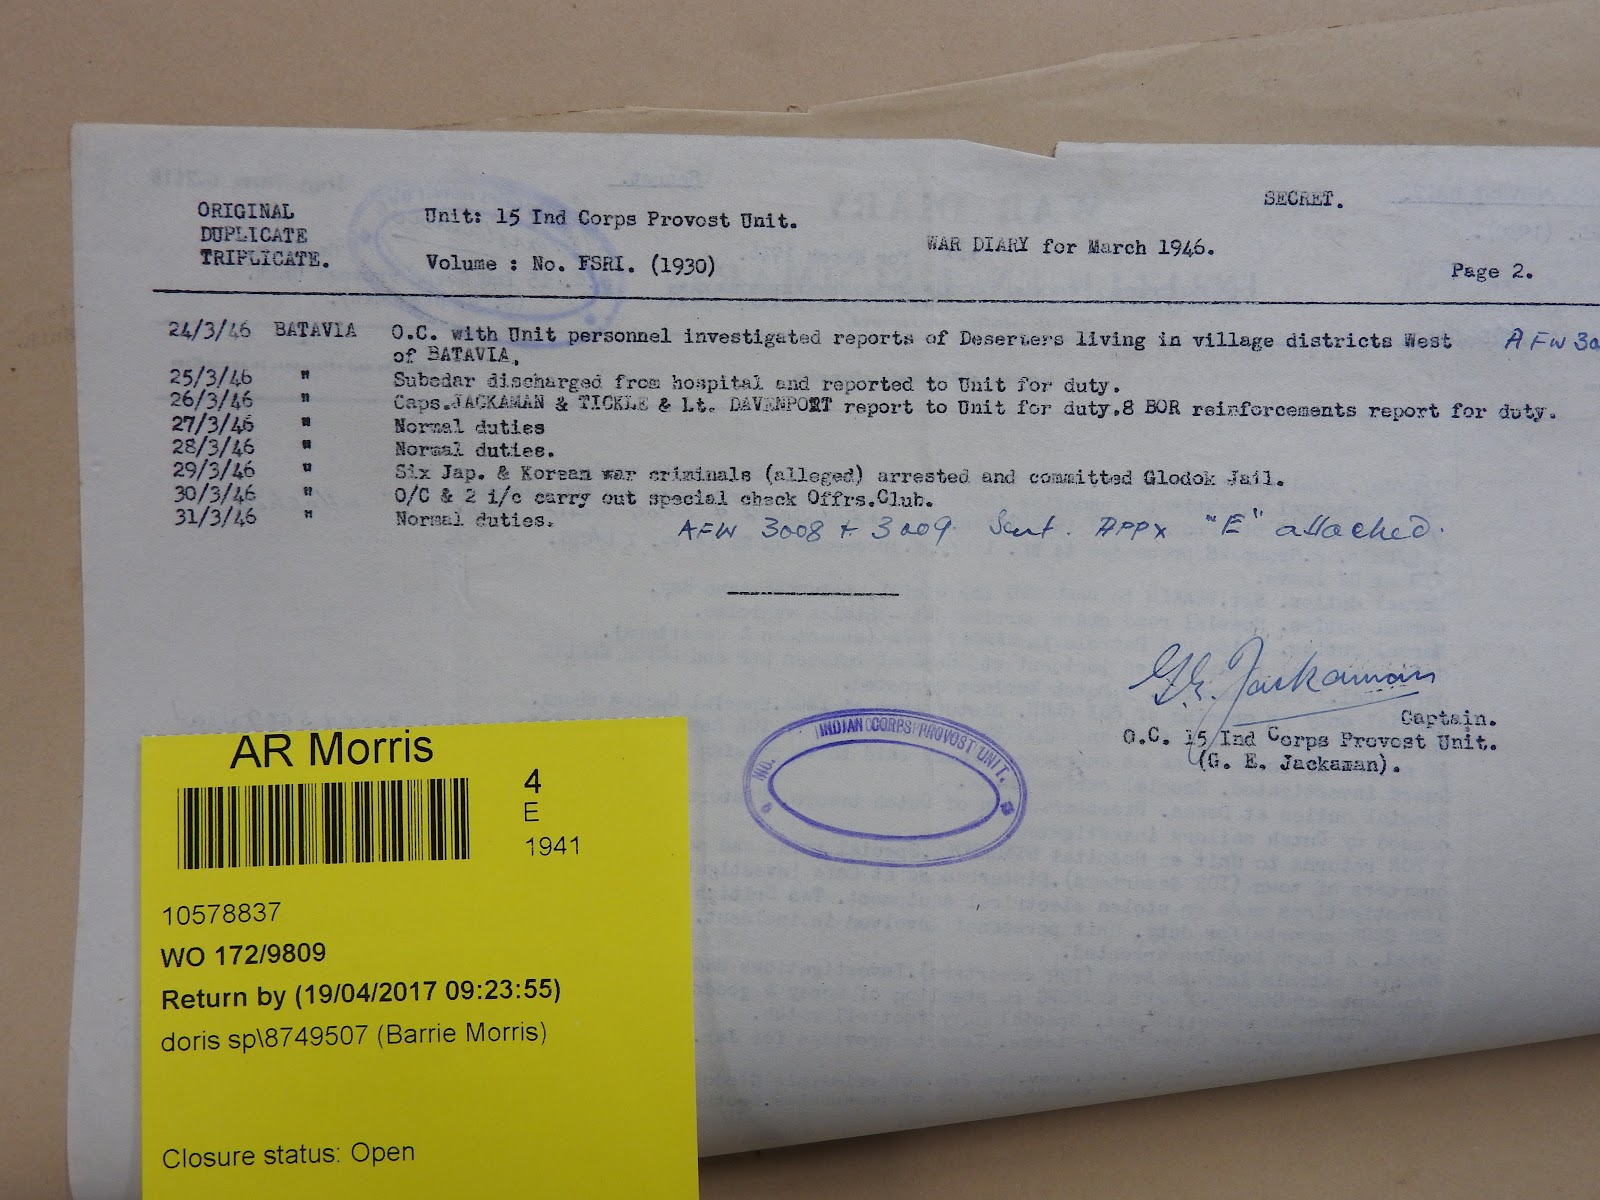 SECRET.
ORIGINAL
DUPLICATE
TRIPLICATE.
Unit: 15 Ind Corps Provost Unit.
Volume : No. FSRI. (1930)
WAR DIARY for March 1946.
Page 2.
24/3/46 BATAVIA O.C. with Unit personnel investigated reports of Deserters living in village districts West AFW
of BATAVIA.
25/3/46 " Subedar discharged from hospital and reported to Unit for duty.
26/3/46 " Caps.JACKAMAN & TICKLE & Lt. DAVENPORT report to Unit for duty.8 BOR reinforcements report for duty.
27/3/46 " Normal duties
28/3/46 " Normal duties.
29/3/46 " Six Jap. & Korean war criminals (alleged) arrested and committed Glodok Jail.
30/3/46 " O/C & 2 i/c carry out special check Offrs.Club.
31/3/46 " Normal duties. AFW 3008 + 3009 Sent. APPX "E" attached.
G.E. Jackaman
Captain.
O.C. 15 Ind Corps Provost Unit.
(G. E. Jackaman).
IND. INDIAN CORPS PROVOST UNIT.
AR Morris
4
E
1941
10578837
WO 172/9809
Return by (19/04/2017 09:23:55)
doris sp\8749507 (Barrie Morris)
Closure status: Open